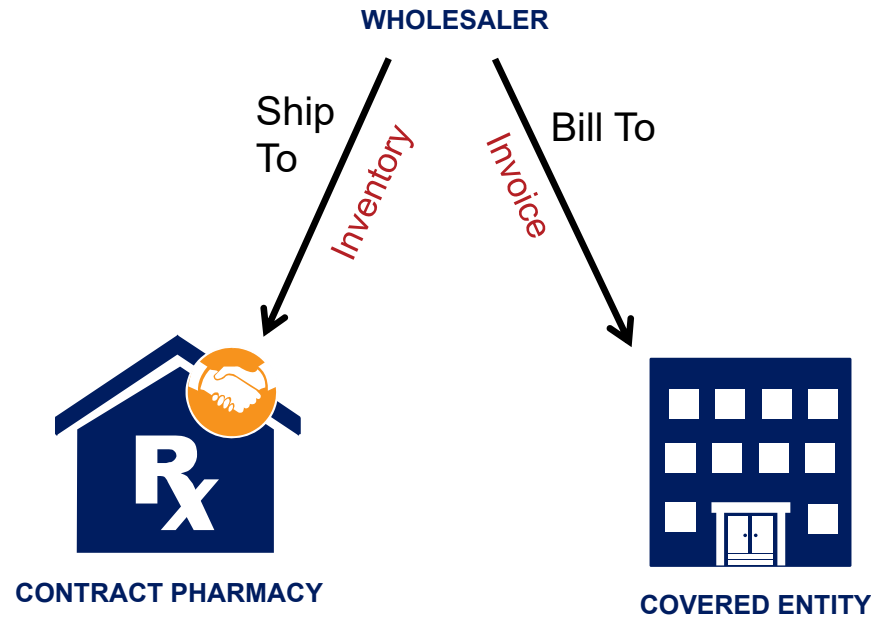 WHOLESALER
Ship
To
Inventory
Bill To
Invoice
Rx
CONTRACT PHARMACY
COVERED ENTITY